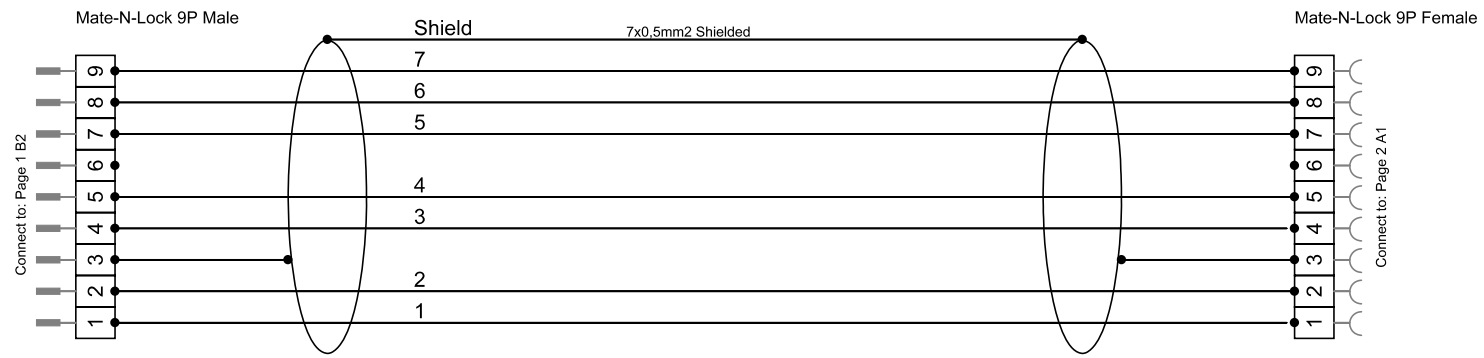 Mate-N-Lock 9P Male
Mate-N-Lock 9P Female
Shield
7x0,5mm2 Shielded
9 7 9
8 6 8
7 5 7
6 6
5 4 5
4 3 4
3 3
2 2 2
1 1 1
Connect to: Page 1 B2
Connect to: Page 2 A1